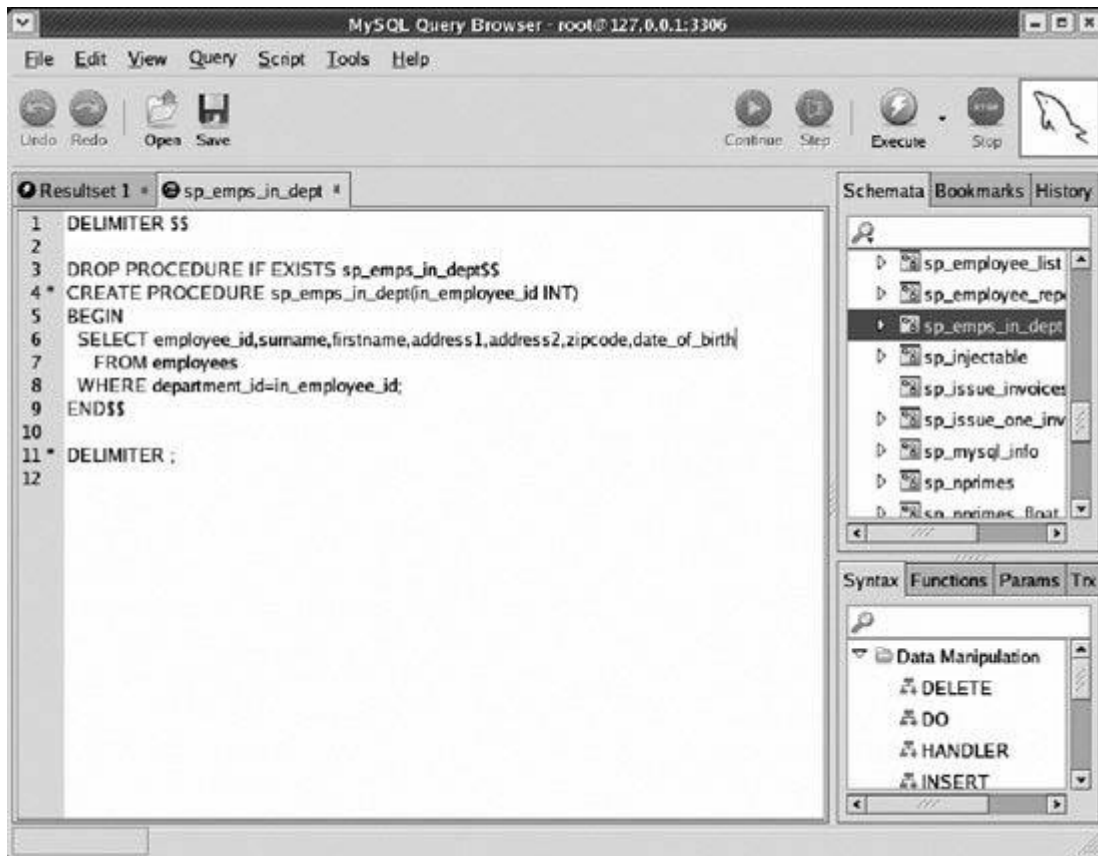 MySQL Query Browser - root@127.0.0.1:3306
File Edit View Query Script Tools Help
Undo Redo Open Save Continue Step Execute Stop
Resultset 1 sp_emps_in_dept
1 DELIMITER $$
2
3 DROP PROCEDURE IF EXISTS sp_emps_in_dept$$
4 * CREATE PROCEDURE sp_emps_in_dept(in_employee_id INT)
5 BEGIN
6 SELECT employee_id,surname,firstname,address1,address2,zipcode,date_of_birth
7 FROM employees
8 WHERE department_id=in_employee_id;
9 END$$
10
11 * DELIMITER ;
12
Schemata Bookmarks History
sp_employee_list
sp_employee_rep
sp_emps_in_dept
sp_injectable
sp_issue_invoices
sp_issue_one_inv
sp_mysql_info
sp_nprimes
sp_nprimes_float
Syntax Functions Params Trx
Data Manipulation
DELETE
DO
HANDLER
INSERT